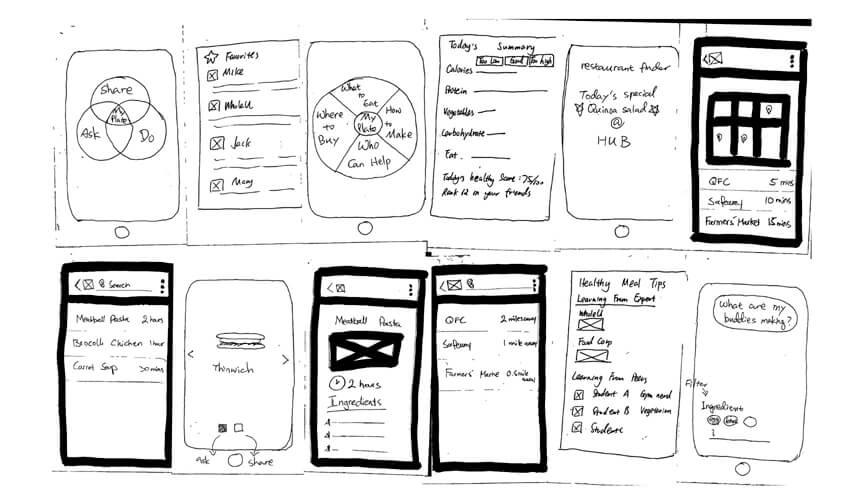 Share
My
Plate
Ask
Do
Favorites
Mike
WholeU
Jack
Mary
What
to
Eat
How
to
Make
Where
to
Buy
My
Plate
Who
Can Help
Today's Summary
Too Low Good Too high
Calories
Protein
Vegetables
Carbohydrate
Fat
Today's healthy Score: 75/100
Rank 12 in your friends
restaurant finder
Today's special
Quinoa salad
@
HUB
QFC 5 mins
Safeway 10 mins
Farmers' Market 15 mins
Search
Meatball Pasta 2 hours
Brocolli Chicken 1 hour
Carrot Soup 30 mins
Thinwich
ask
share
Meatball Pasta
2 hours
Ingredients
QFC 2 miles away
Safeway 1 mile away
Farmers' Marke 0.6 mile away
Healthy Meal Tips
Learning From Expert
WholeU
Food Corp
Learning From Peers
Student A Gym nerd
Student B Vegetarian
Students
What are my
buddies making?
Filter
Ingredient